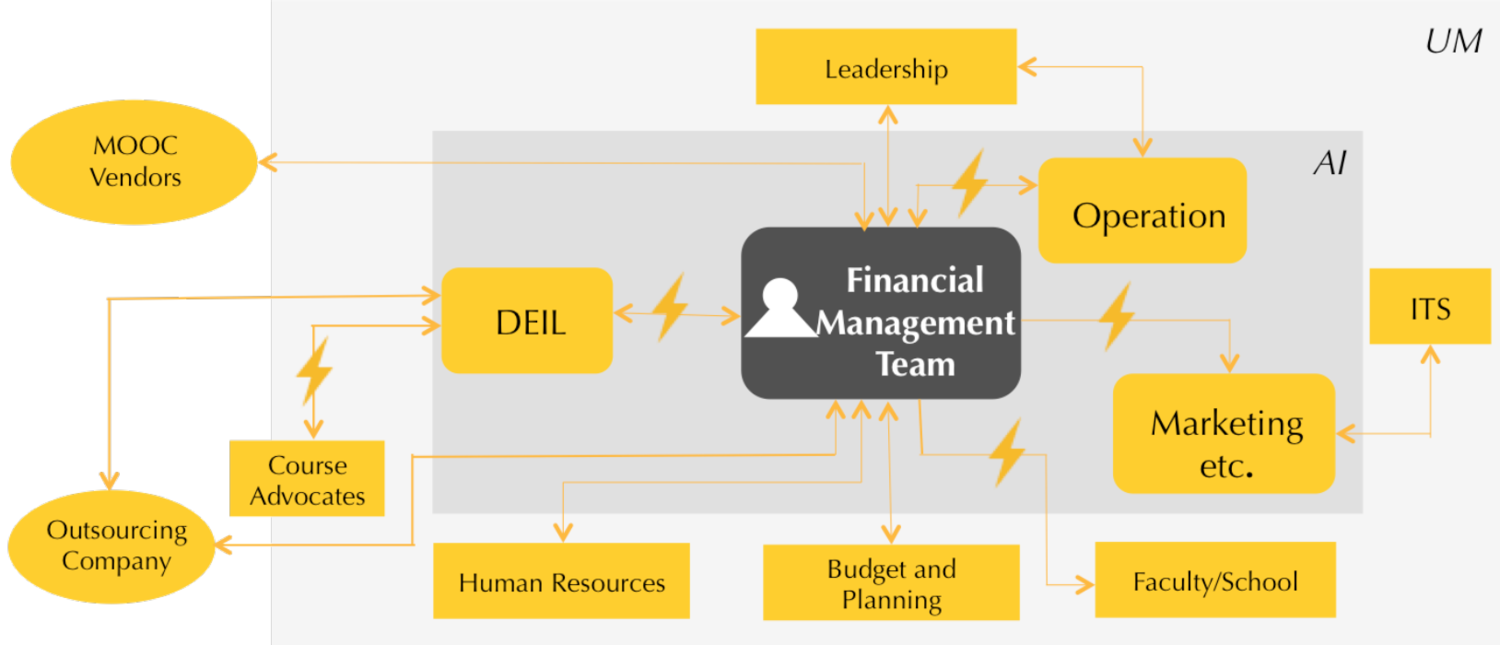 UM
Leadership
MOOC
Vendors
AI
Operation
Financial
Management
Team
DEIL
ITS
Marketing
etc.
Course
Advocates
Outsourcing
Company
Human Resources
Budget and
Planning
Faculty/School